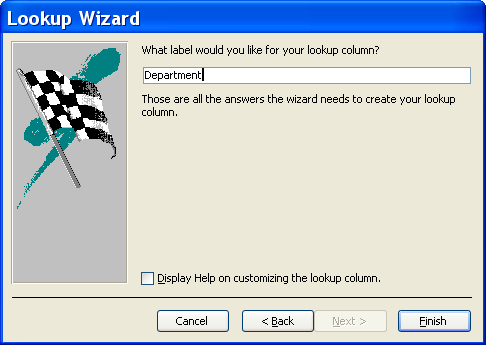 Lookup Wizard
What label would you like for your lookup column?
Department
Those are all the answers the wizard needs to create your lookup
column.
Display Help on customizing the lookup column.
Cancel
< Back
Next >
Finish